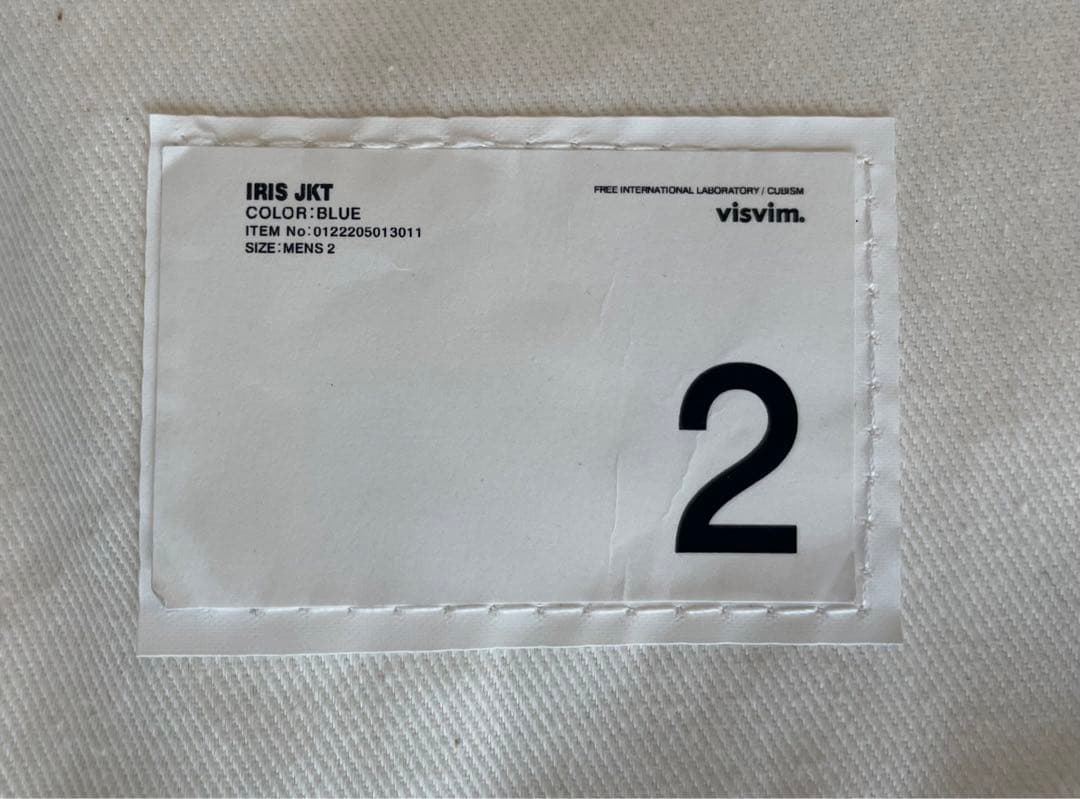 IRIS JKT
COLOR:BLUE
ITEM No:0122205013011
SIZE:MENS 2
FREE INTERNATIONAL LABORATORY / CUBISM
visvim.
2